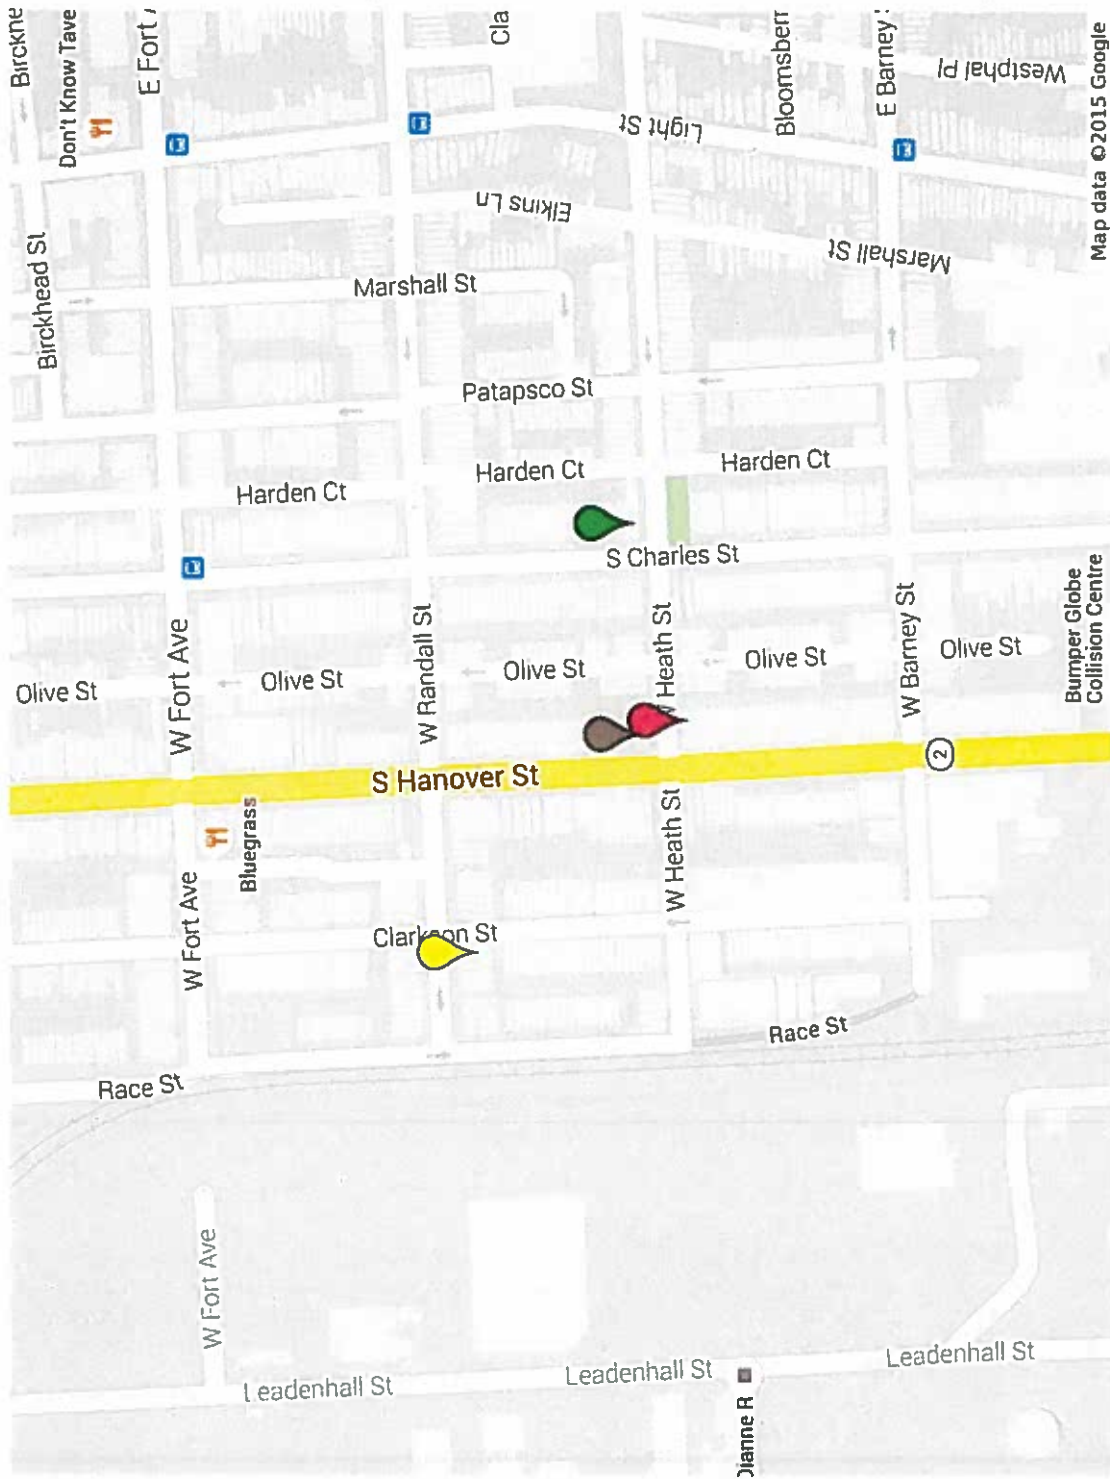 Birckne
Don't Know Tave
E Fort
Cla
Bloomsberr
E Barney
Westphal Pl
Map data ©2015 Google
Light St
Elkins Ln
Birckhead St
Marshall St
Marshall St
Patapsco St
Harden Ct
Harden Ct
Harden Ct
S Charles St
W Fort Ave
W Randall St
Heath St
W Barney St
Bumper Globe
Collision Centre
Olive St
Olive St
Olive St
Olive St
Olive St
S Hanover St
2
Bluegrass
W Fort Ave
W Heath St
Clarkson St
Race St
Race St
W Fort Ave
Leadenhall St
Leadenhall St
Leadenhall St
Dianne R